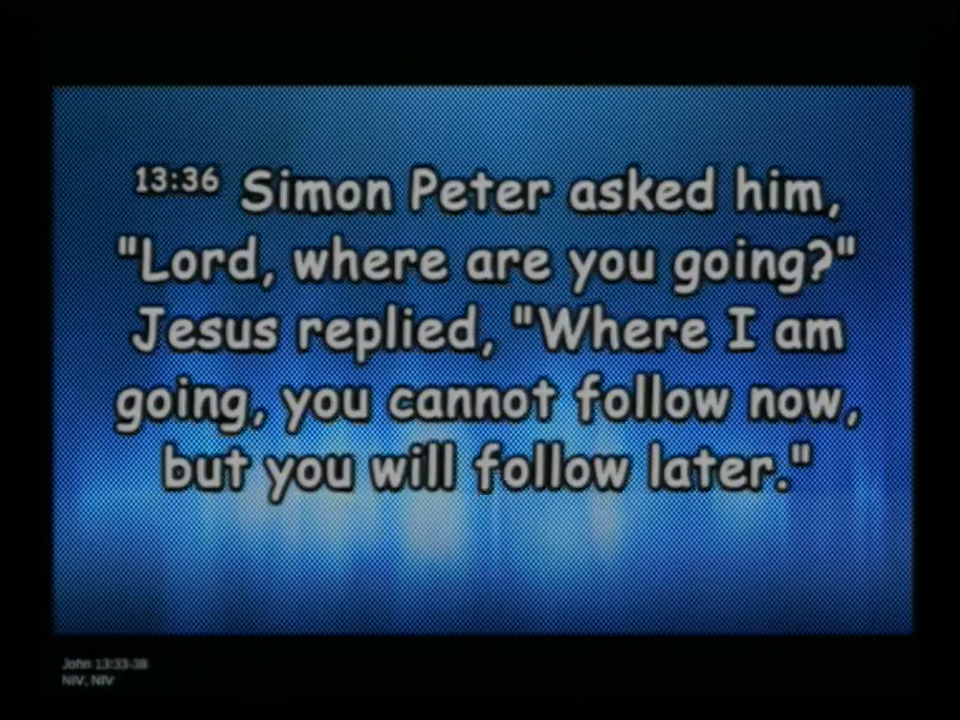 13:36 Simon Peter asked him,
"Lord, where are you going?"
Jesus replied, "Where I am
going, you cannot follow now,
but you will follow later."
John 13:33-38
NIV, NIV